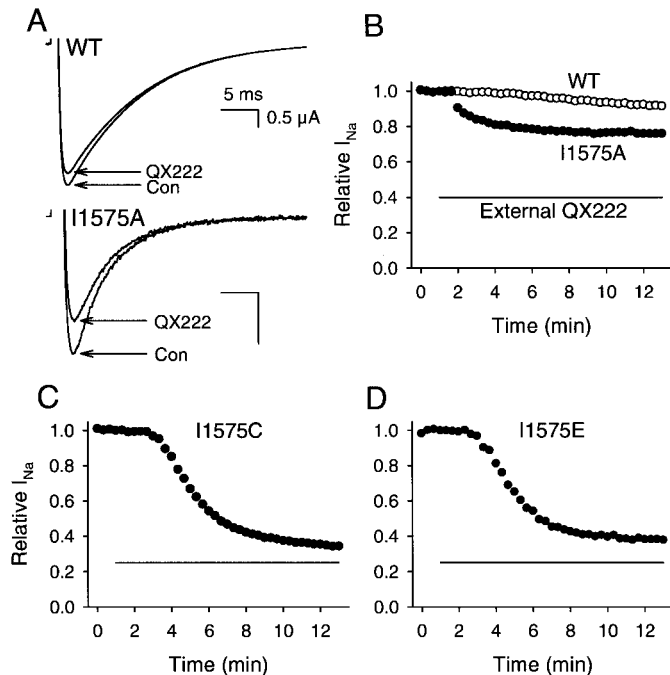 A
WT
5 ms
0.5 µA
QX222
Con
I1575A
QX222
Con
B
Relative I_Na
1.0
0.8
0.6
0.4
0.2
0.0
WT
I1575A
External QX222
0 2 4 6 8 10 12
Time (min)
C
I1575C
Relative I_Na
1.0
0.8
0.6
0.4
0.2
0.0
0 2 4 6 8 10 12
Time (min)
D
I1575E
1.0
0.8
0.6
0.4
0.2
0.0
0 2 4 6 8 10 12
Time (min)